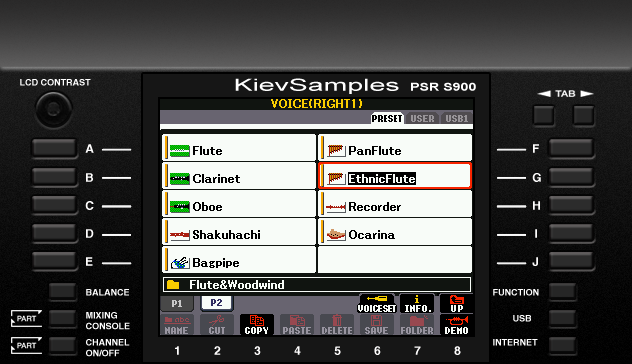 LCD CONTRAST
KievSamples PSR S900
TAB
VOICE(RIGHT1)
PRESET USER USB1
A Flute PanFlute F
B Clarinet EthnicFlute G
C Oboe Recorder H
D Shakuhachi Ocarina I
E Bagpipe J
Flute&Woodwind
BALANCE
P1 P2 VOICESET INFO. UP
FUNCTION
PART MIXING CONSOLE
NAME CUT COPY PASTE DELETE SAVE FOLDER DEMO
USB
PART CHANNEL ON/OFF
INTERNET
1 2 3 4 5 6 7 8